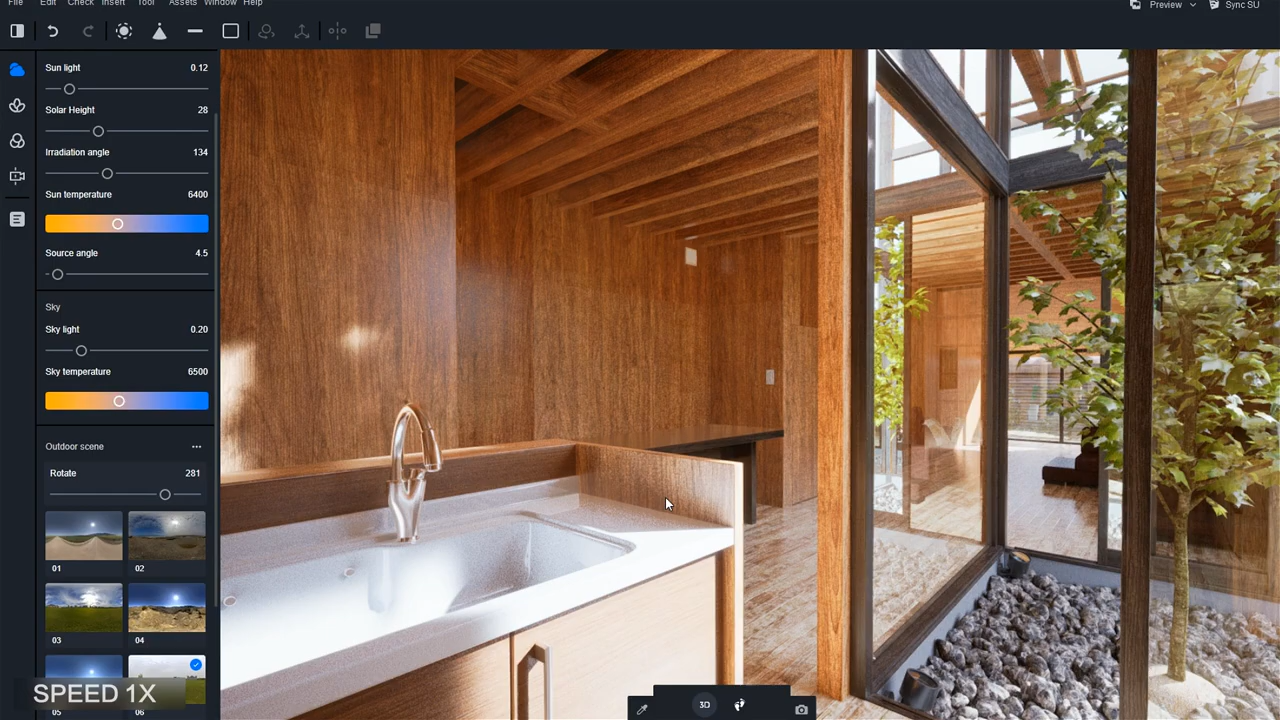 File Edit Check Insert Tool Assets Window Help Preview Sync SU
Sun light 0.12
Solar Height 28
Irradiation angle 134
Sun temperature 6400
Source angle 4.5
Sky
Sky light 0.20
Sky temperature 6500
Outdoor scene ...
Rotate 281
01 02
03 04
05 06
SPEED 1X
3D